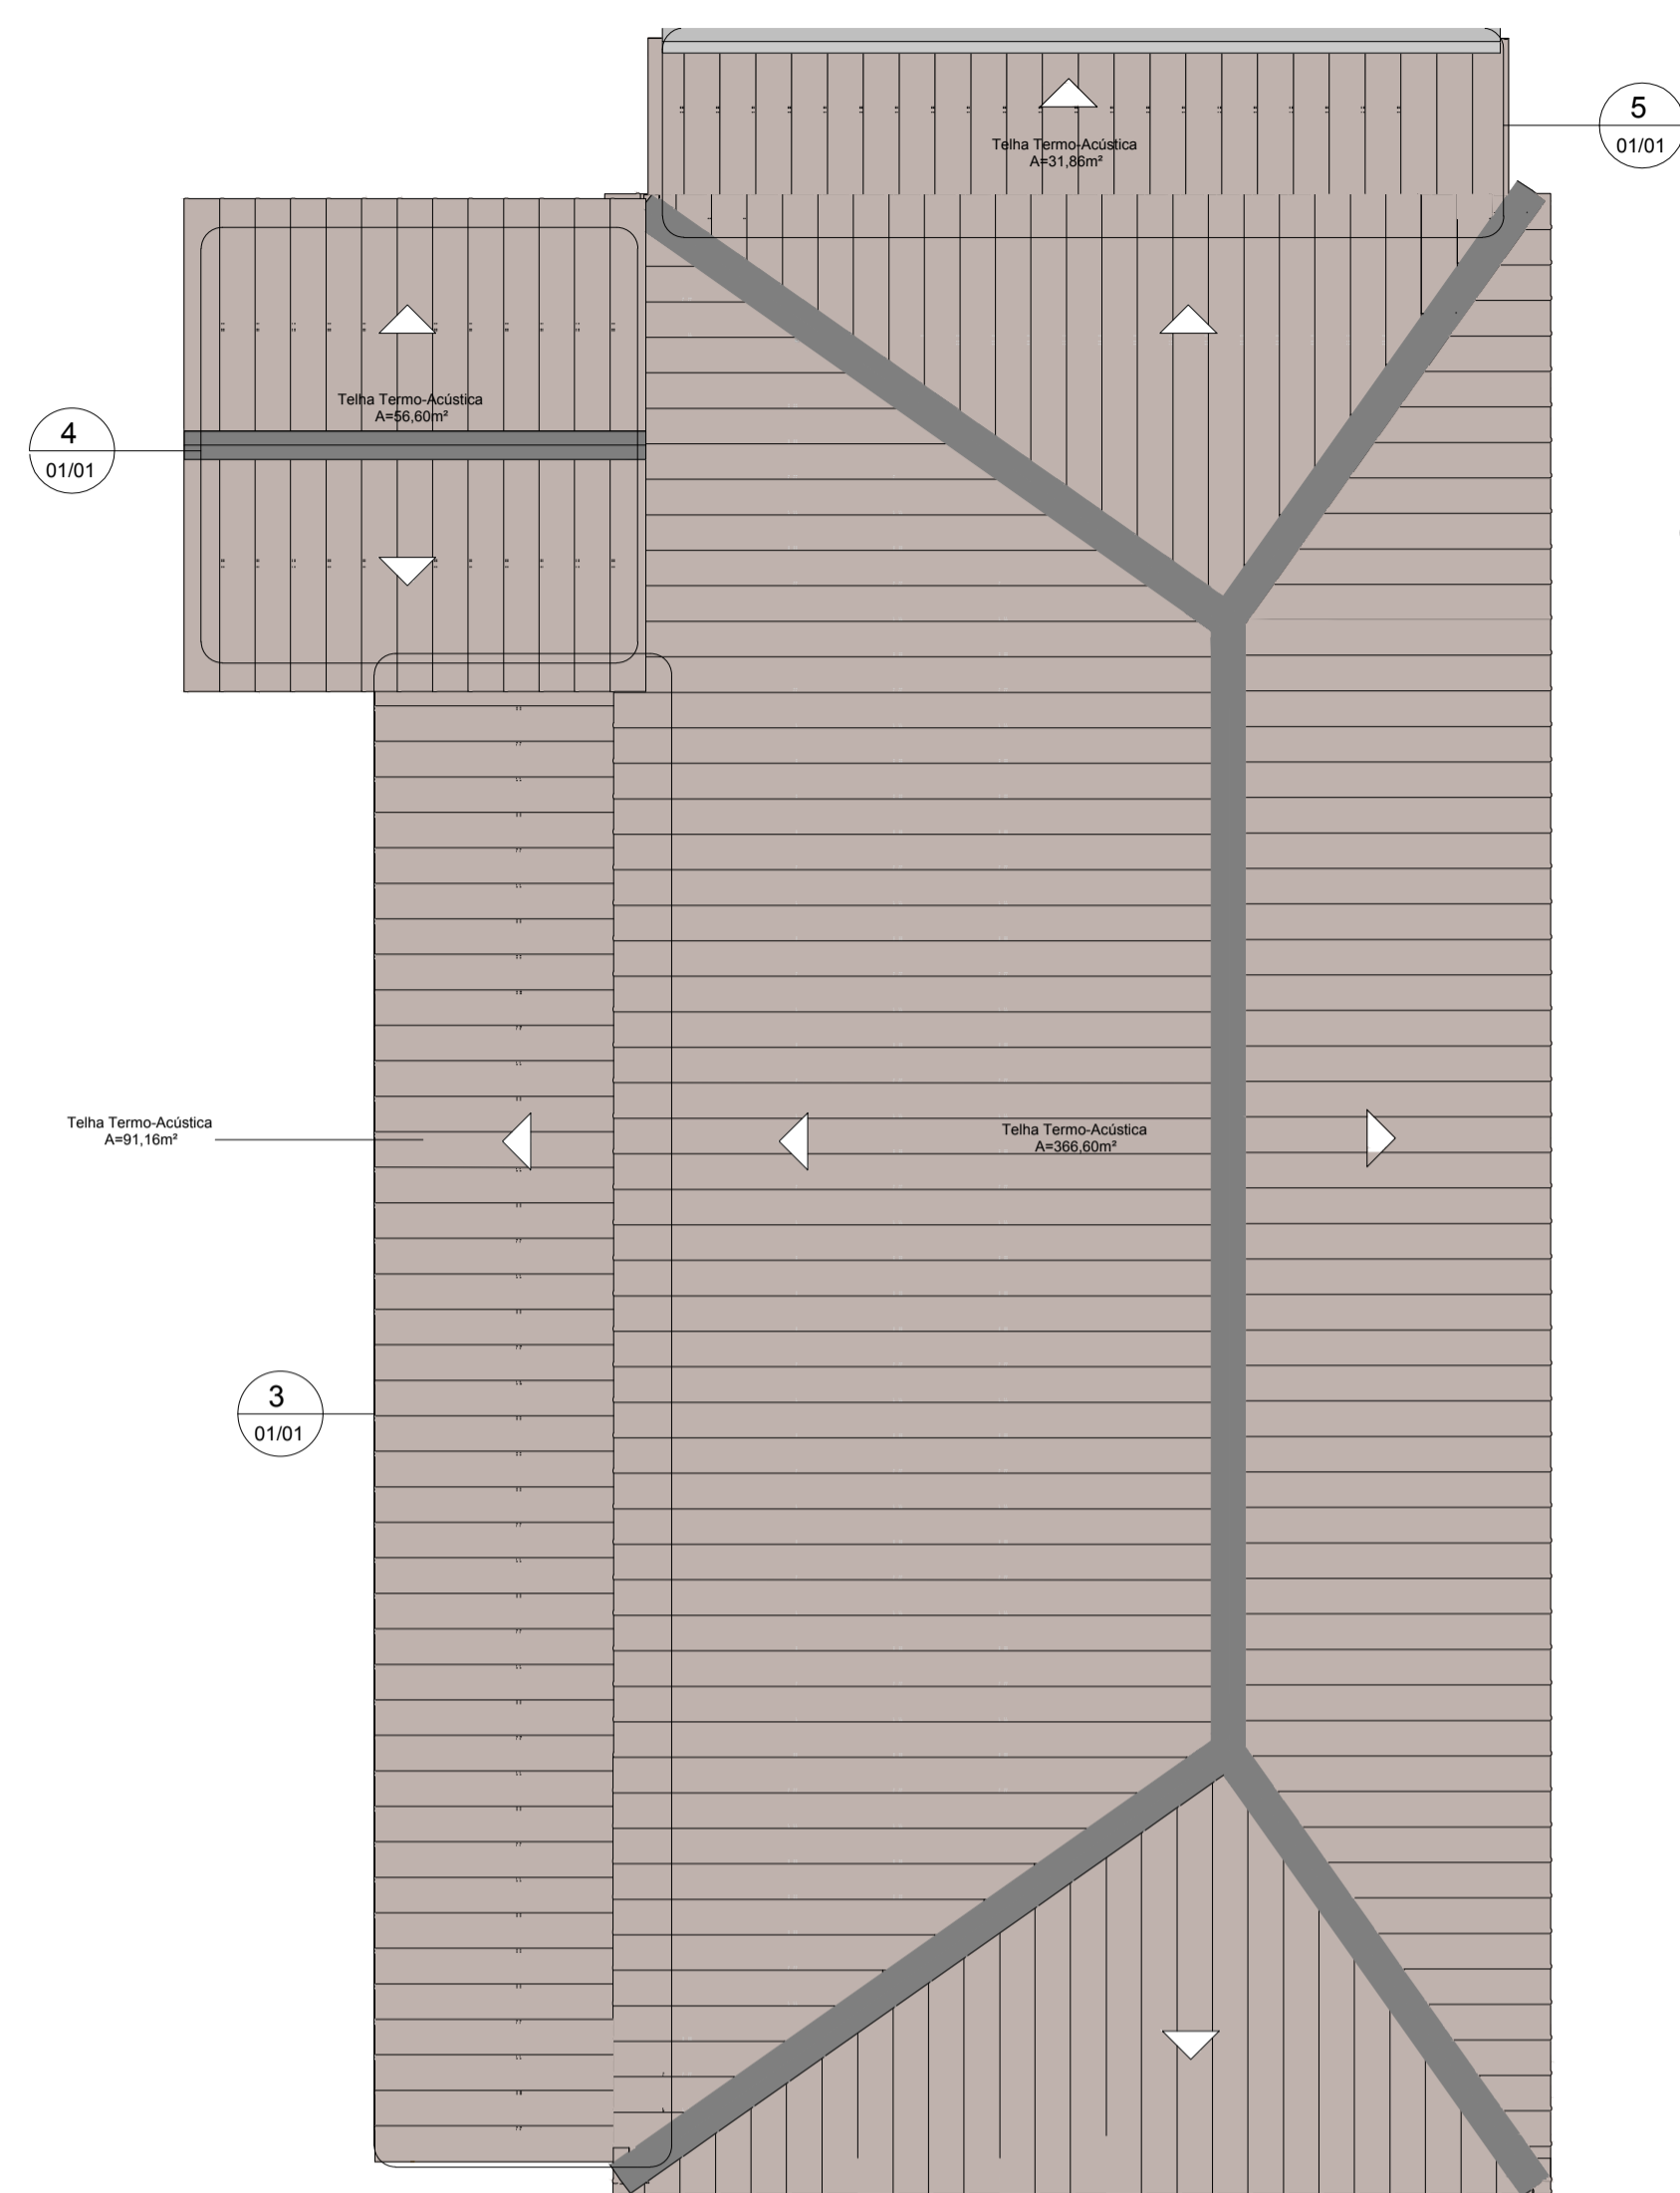 5
01/01
Telha Termo-Acústica
A=31,86m²
Telha Termo-Acústica
A=56,60m²
4
01/01
Telha Termo-Acústica
A=91,16m²
Telha Termo-Acústica
A=366,60m²
3
01/01